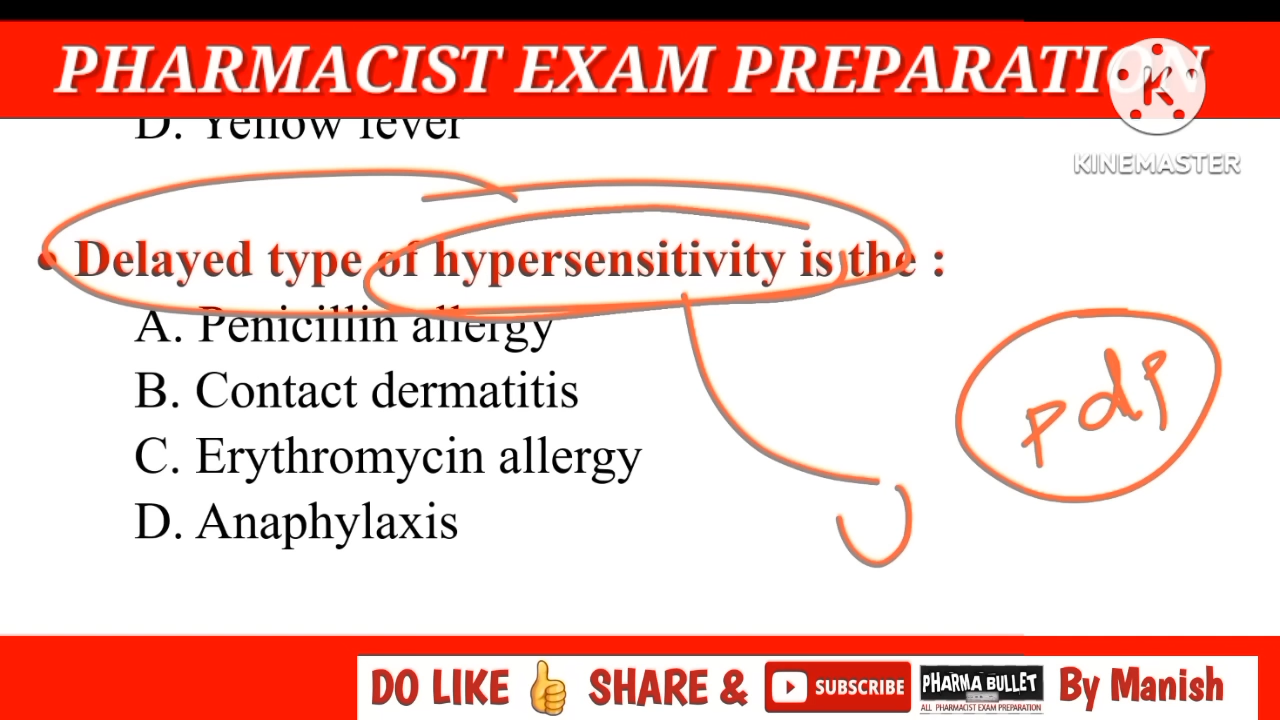 PHARMACIST EXAM PREPARATION
K
KINEMASTER
D. Yellow fever
• Delayed type of hypersensitivity is the :
A. Penicillin allergy
B. Contact dermatitis
C. Erythromycin allergy
D. Anaphylaxis
pdf
DO LIKE 👍 SHARE & SUBSCRIBE PHARMA BULLET By Manish
ALL PHARMACIST EXAM PREPARATION